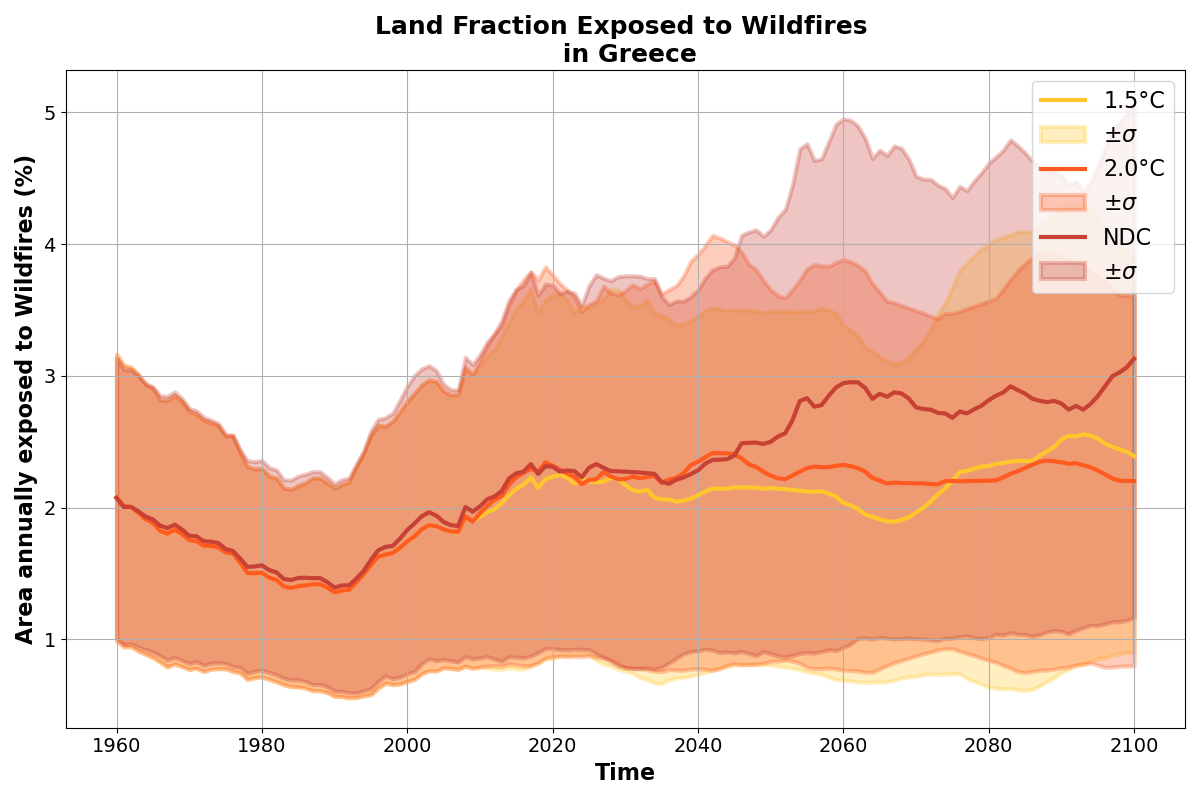 Land Fraction Exposed to Wildfires
in Greece
Area annually exposed to Wildfires (%)
5
4
3
2
1
1960 1980 2000 2020 2040 2060 2080 2100
Time
1.5°C
±σ
2.0°C
±σ
NDC
±σ